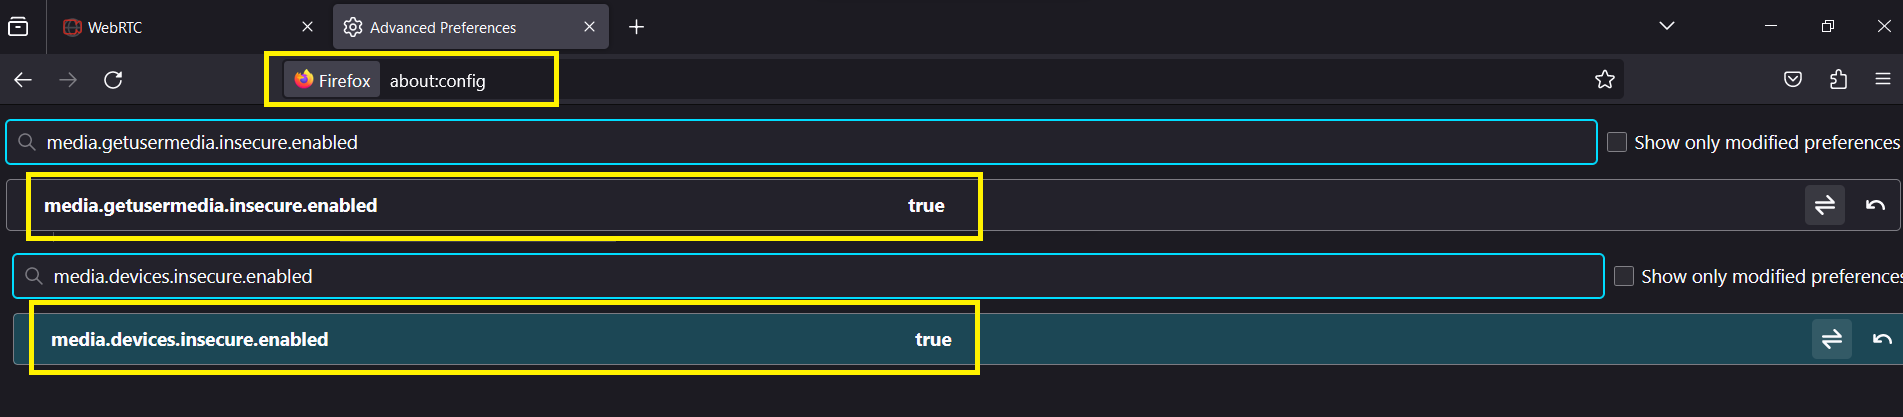 WebRTC
Advanced Preferences
Firefox about:config
media.getusermedia.insecure.enabled
Show only modified preferences
media.getusermedia.insecure.enabled true
media.devices.insecure.enabled
Show only modified preferences
media.devices.insecure.enabled true